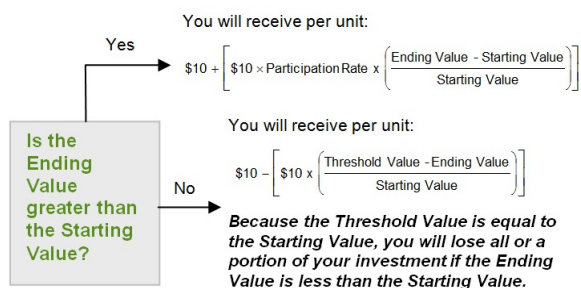 You will receive per unit:
Yes
$10 + [$10 × Participation Rate x (Ending Value - Starting Value / Starting Value)]
Is the
Ending
Value
greater than
the Starting
Value?
You will receive per unit:
No
$10 − [$10 x (Threshold Value - Ending Value / Starting Value)]
Because the Threshold Value is equal to
the Starting Value, you will lose all or a
portion of your investment if the Ending
Value is less than the Starting Value.